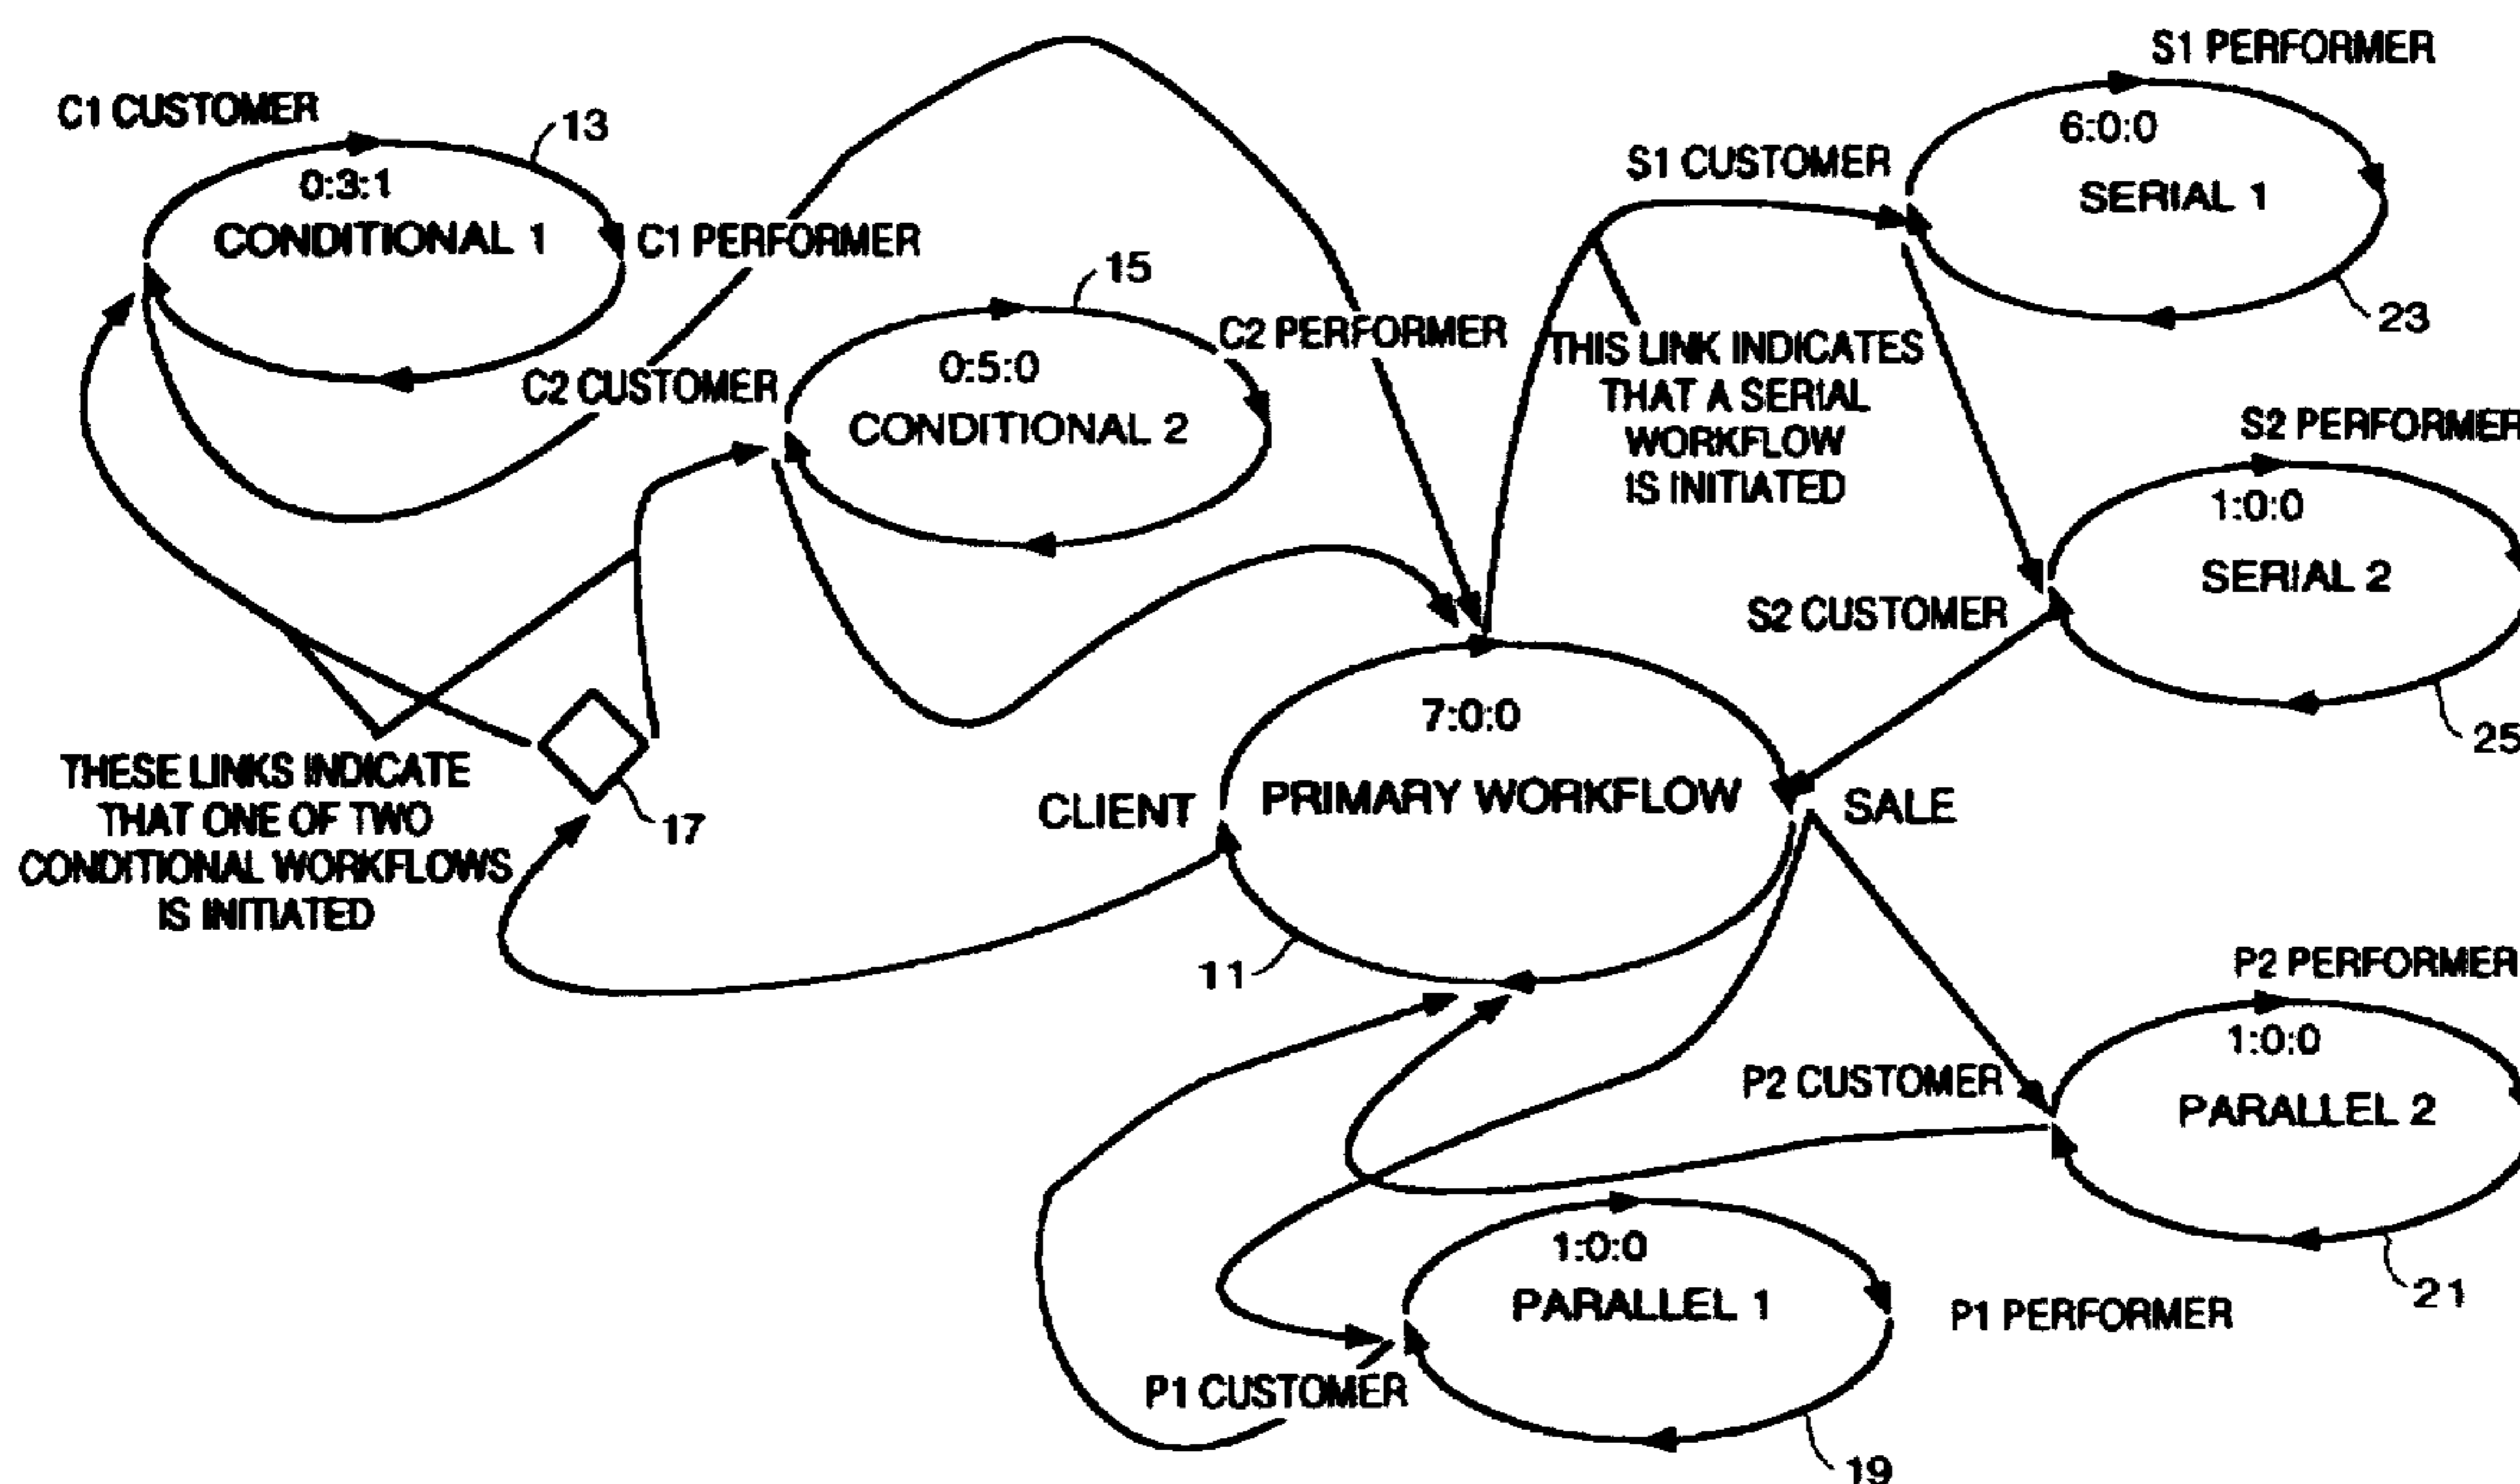 S1 PERFORMER
C1 CUSTOMER
13
6:0:0
0:3:1
S1 CUSTOMER
SERIAL 1
CONDITIONAL 1
C1 PERFORMER
15
23
C2 PERFORMER
0:5:0
C2 CUSTOMER
CONDITIONAL 2
THIS LINK INDICATES
THAT A SERIAL
WORKFLOW
IS INITIATED
S2 PERFORMER
1:0:0
SERIAL 2
S2 CUSTOMER
25
7:0:0
THESE LINKS INDICATE
THAT ONE OF TWO
CONDITIONAL WORKFLOWS
IS INITIATED
17
CLIENT
PRIMARY WORKFLOW
SALE
11
P2 PERFORMER
1:0:0
P2 CUSTOMER
PARALLEL 2
1:0:0
PARALLEL 1
21
P1 PERFORMER
P1 CUSTOMER
19